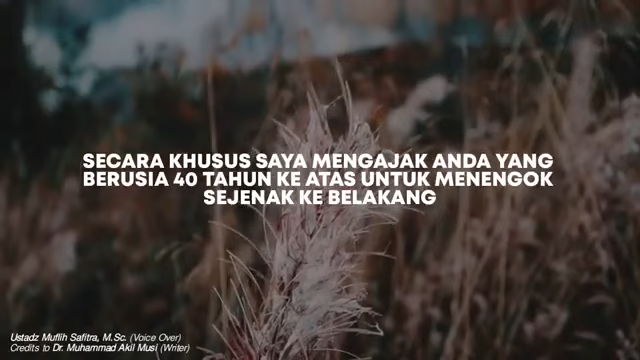 SECARA KHUSUS SAYA MENGAJAK ANDA YANG
BERUSIA 40 TAHUN KE ATAS UNTUK MENENGOK
SEJENAK KE BELAKANG
Ustadz Muflih Safitra, M.Sc. (Voice Over)
Credits to Dr. Muhammad Akil Musi (Writer)